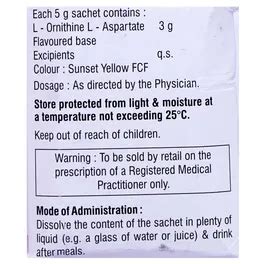 Each 5 g sachet contains :
L - Ornithine L - Aspartate 3 g
Flavoured base
Excipients q.s.
Colour : Sunset Yellow FCF
Dosage : As directed by the Physician.
Store protected from light & moisture at
a temperature not exceeding 25°C.
Keep out of reach of children.
Warning : To be sold by retail on the
prescription of a Registered Medical
Practitioner only.
Mode of Administration :
Dissolve the content of the sachet in plenty of
liquid (e.g. a glass of water or juice) & drink
after meals.